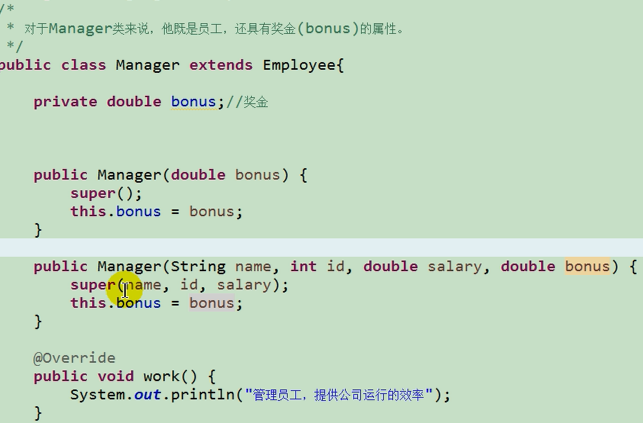 /*
* 对于Manager类来说，他既是员工，还具有奖金(bonus)的属性。
*/
public class Manager extends Employee{
private double bonus;//奖金
public Manager(double bonus) {
super();
this.bonus = bonus;
}
public Manager(String name, int id, double salary, double bonus) {
super(name, id, salary);
this.bonus = bonus;
}
@Override
public void work() {
System.out.println("管理员工，提供公司运行的效率");
}